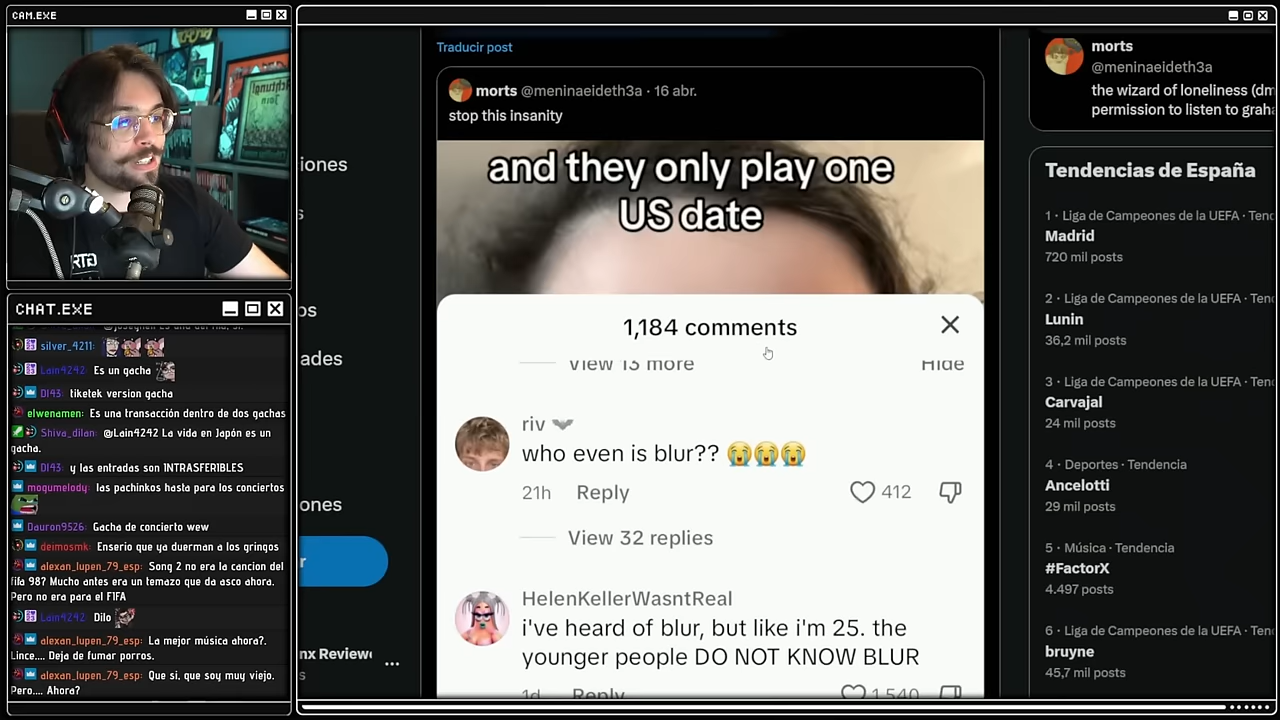 CAM.EXE
CHAT.EXE
silver_4211:
Lain4242: Es un gacha
Dl43: tiketek version gacha
elwenamen: Es una transacción dentro de dos gachas
Shiva_dilan: @Lain4242 La vida en Japón es un
gacha.
Dl43: y las entradas son INTRASFERIBLES
mogumelody: las pachinkos hasta para los conciertos
Dauron9526: Gacha de concierto wew
deimosmk: Enserio que ya duerman a los gringos
alexan_lupen_79_esp: Song 2 no era la cancion del
fifa 98? Mucho antes era un temazo que da asco ahora.
Pero no era para el FIFA
Lain4242: Dilo
alexan_lupen_79_esp: La mejor música ahora?.
Lince.... Deja de fumar porros.
alexan_lupen_79_esp: Que si, que soy muy viejo.
Pero.... Ahora?
iones
s
os
ades
ones
r
nx Review
s
Traducir post
morts @meninaeideth3a · 16 abr.
stop this insanity
and they only play one
US date
1,184 comments
View 13 more Hide
riv
who even is blur?? 😭😭😭
21h Reply 412
View 32 replies
HelenKellerWasntReal
i've heard of blur, but like i'm 25. the
younger people DO NOT KNOW BLUR
1d Reply 1,540
morts
@meninaeideth3a
the wizard of loneliness (dm
permission to listen to grah
Tendencias de España
1 · Liga de Campeones de la UEFA · Tend
Madrid
720 mil posts
2 · Liga de Campeones de la UEFA · Tend
Lunin
36,2 mil posts
3 · Liga de Campeones de la UEFA · Tend
Carvajal
24 mil posts
4 · Deportes · Tendencia
Ancelotti
29 mil posts
5 · Música · Tendencia
#FactorX
4.497 posts
6 · Liga de Campeones de la UEFA · Tend
bruyne
45,7 mil posts